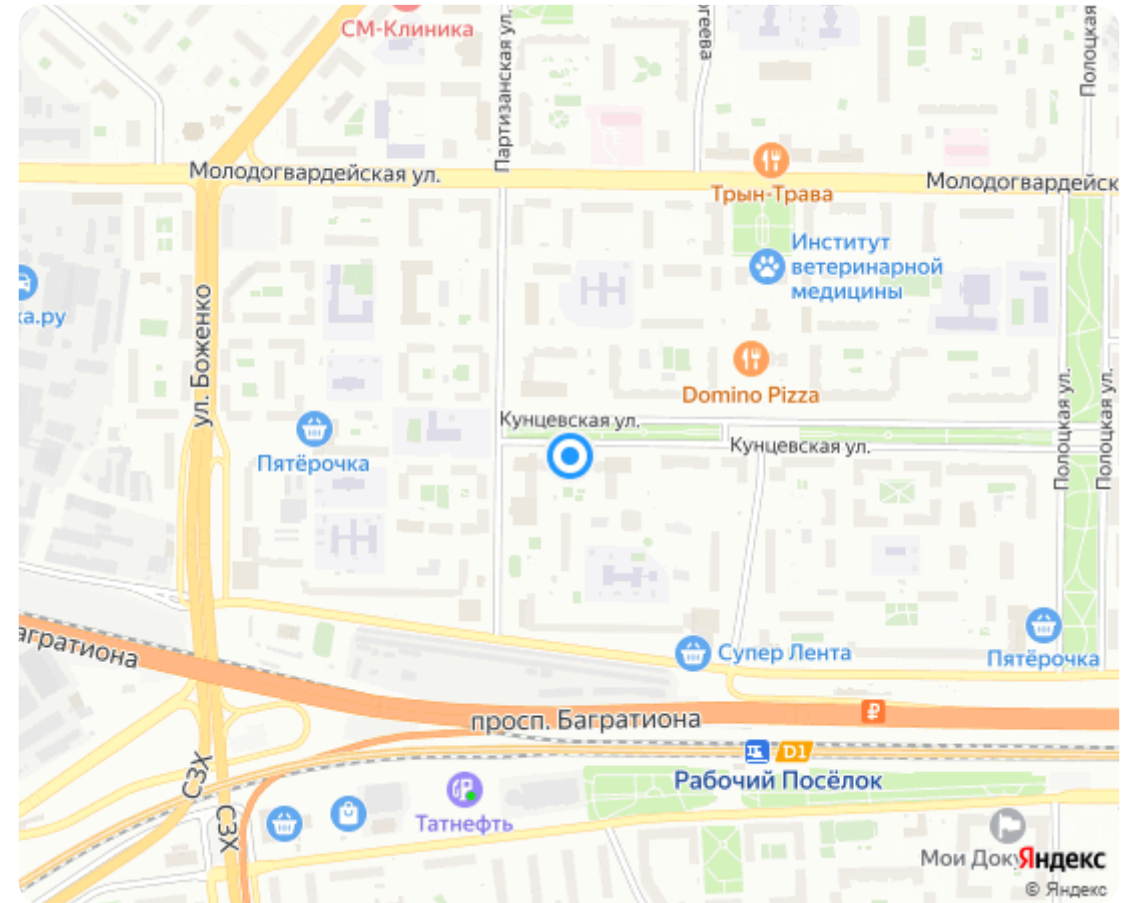 СМ-Клиника
Партизанская ул.
Полоцкая
Молодогвардейская ул.
Трын-Трава
Молодогвардейск
Институт
ветеринарной
медицины
ка.ру
ул. Боженко
Domino Pizza
Кунцевская ул.
Кунцевская ул.
Пятёрочка
Полоцкая ул.
Полоцкая ул.
агратиона
Супер Лента
Пятёрочка
просп. Багратиона
₽
D1
Рабочий Посёлок
СЗХ
СЗХ
Татнефть
Мои Док
Яндекс
© Яндекс